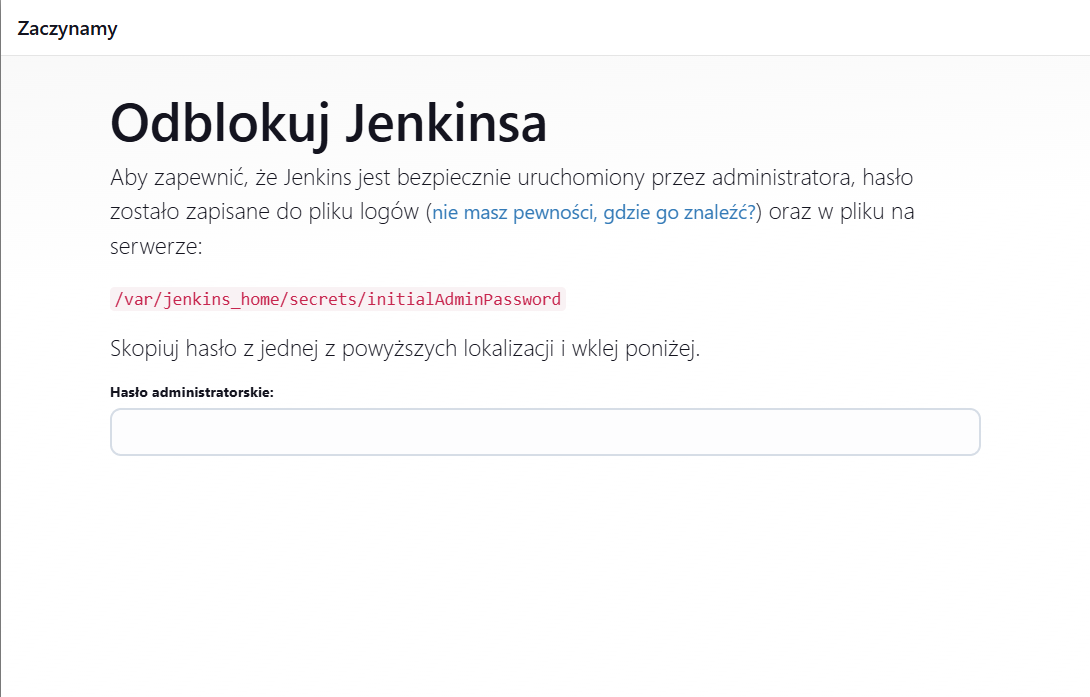 Zaczynamy
Odblokuj Jenkinsa
Aby zapewnić, że Jenkins jest bezpiecznie uruchomiony przez administratora, hasło
zostało zapisane do pliku logów (nie masz pewności, gdzie go znaleźć?) oraz w pliku na
serwerze:
/var/jenkins_home/secrets/initialAdminPassword
Skopiuj hasło z jednej z powyższych lokalizacji i wklej poniżej.
Hasło administratorskie: